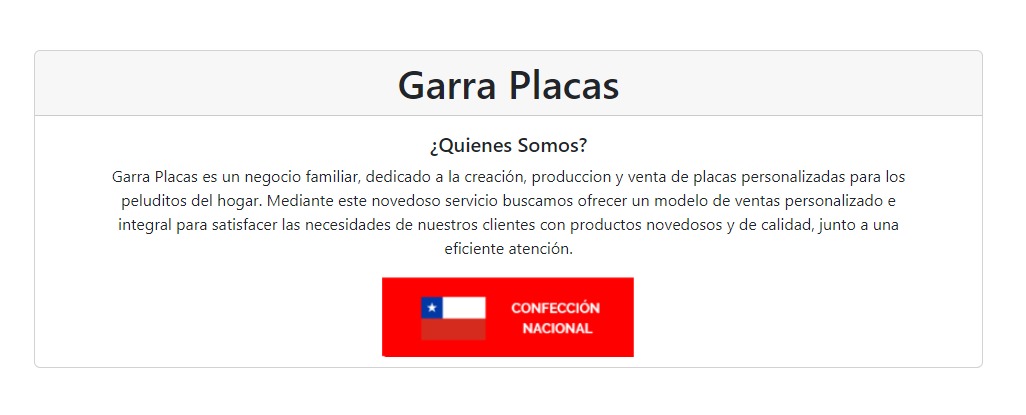 Garra Placas
¿Quienes Somos?
Garra Placas es un negocio familiar, dedicado a la creación, produccion y venta de placas personalizadas para los
peluditos del hogar. Mediante este novedoso servicio buscamos ofrecer un modelo de ventas personalizado e
integral para satisfacer las necesidades de nuestros clientes con productos novedosos y de calidad, junto a una
eficiente atención.
CONFECCIÓN
NACIONAL